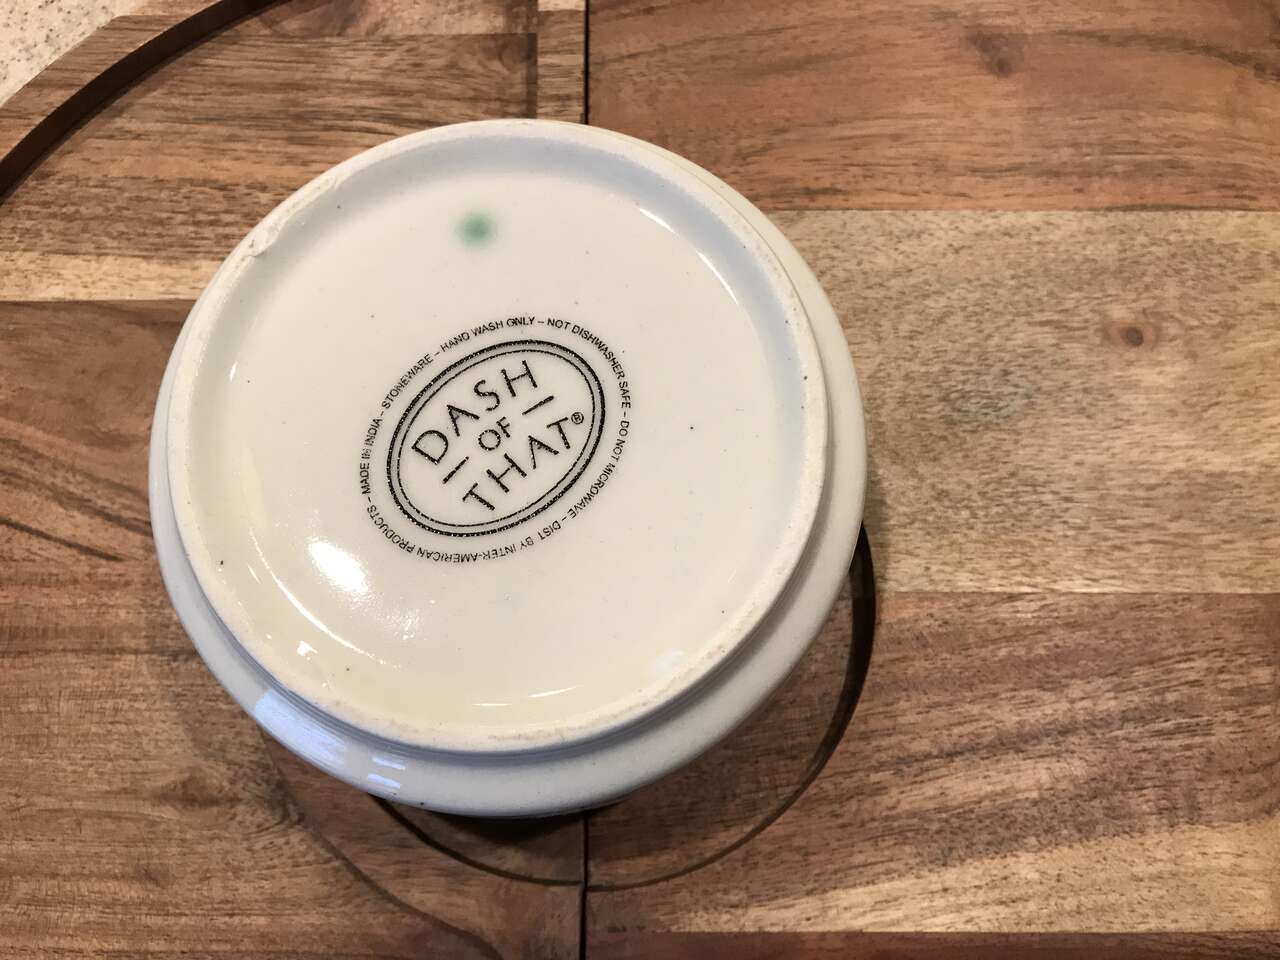 DASH
OF
THAT®
MADE IN INDIA – STONEWARE – HAND WASH ONLY – NOT DISHWASHER SAFE – DO NOT MICROWAVE – DIST BY INTER-AMERICAN PRODUCTS –